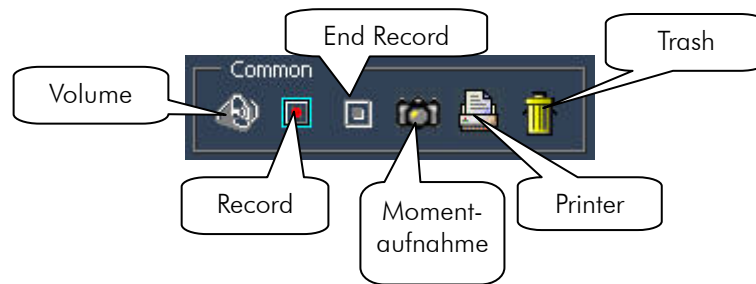 End Record
Trash
Common
Volume
Record
Moment-
aufnahme
Printer